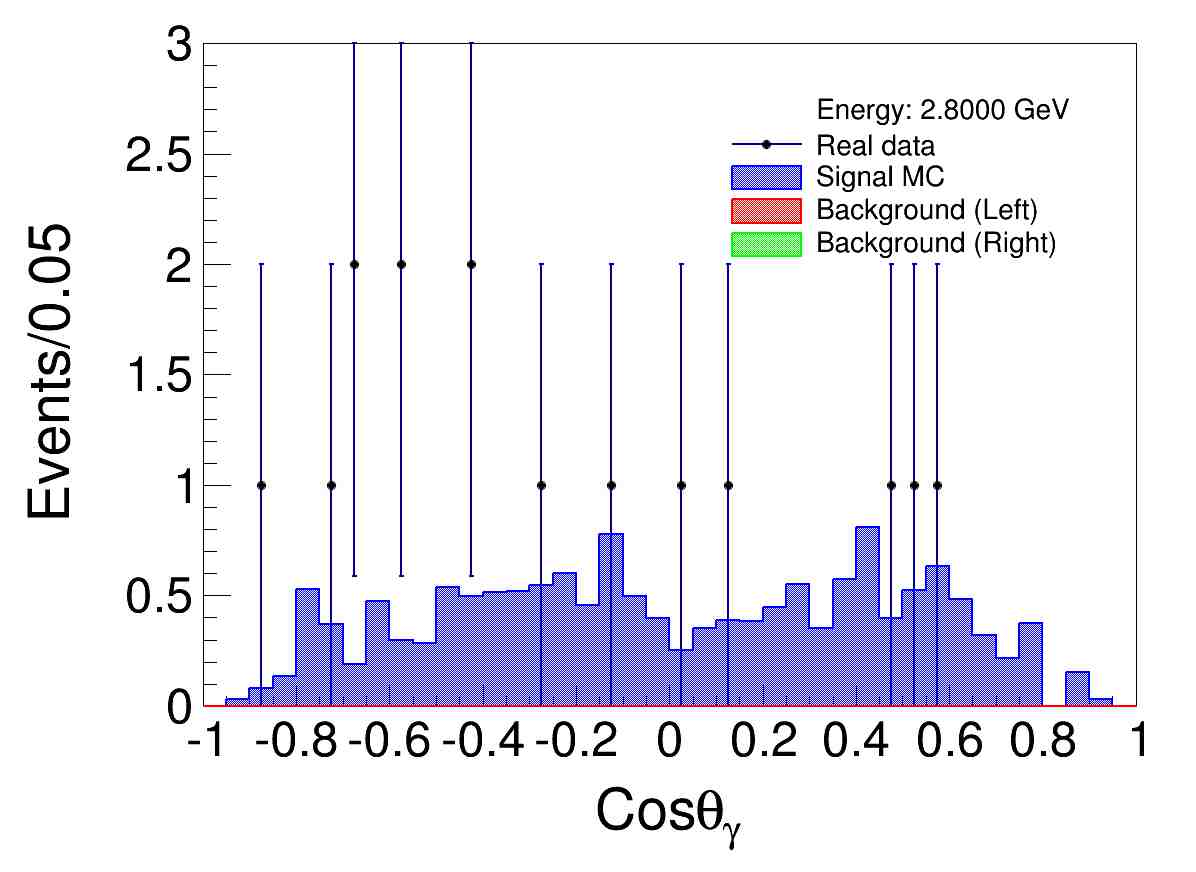 3
2.5
2
1.5
1
0.5
0
Events/0.05
Energy: 2.8000 GeV
Real data
Signal MC
Background (Left)
Background (Right)
-1 -0.8 -0.6 -0.4 -0.2 0 0.2 0.4 0.6 0.8 1
Cosθγ